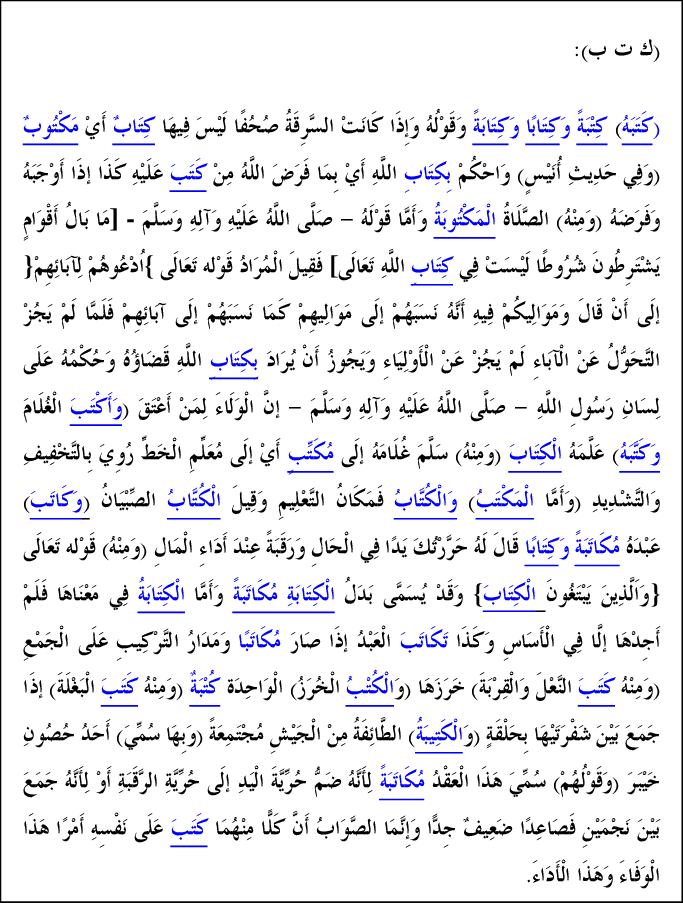 (ك ت ب):
(كَتَبَهُ) كِتْبَةً وَكِتَابًا وَكِتَابَةً وَقَوْلُهُ وَإِذَا كَانَتْ السَّرِقَةُ صُحُفًا لَيْسَ فِيهَا كِتَابٌ أَيْ مَكْتُوبٌ
(وَفِي حَدِيثِ أُنَيْسٍ) وَاحْكُمْ بِكِتَابِ اللَّهِ أَيْ بِمَا فَرَضَ اللَّهُ مِنْ كَتَبَ عَلَيْهِ كَذَا إذَا أَوْجَبَهُ
وَفَرَضَهُ (وَمِنْهُ) الصَّلَاةُ الْمَكْتُوبَةُ وَأَمَّا قَوْلَهُ – صَلَّى اللَّهُ عَلَيْهِ وَآلِهِ وَسَلَّمَ - [مَا بَالُ أَقْوَامٍ
يَشْتَرِطُونَ شُرُوطًا لَيْسَتْ فِي كِتَابِ اللَّهِ تَعَالَى] فَقِيلَ الْمُرَادُ قَوْله تَعَالَى }اُدْعُوهُمْ لِآبَائِهِمْ{
إلَى أَنْ قَالَ وَمَوَالِيكُمْ فِيهِ أَنَّهُ نَسَبَهُمْ إلَى مَوَالِيهِمْ كَمَا نَسَبَهُمْ إلَى آبَائِهِمْ فَلَمَّا لَمْ يَجُزْ
التَّحَوُّلُ عَنْ الْآبَاءِ لَمْ يَجُزْ عَنْ الْأَوْلِيَاءِ وَيَجُوزُ أَنْ يُرَادَ بِكِتَابِ اللَّهِ قَضَاؤُهُ وَحُكْمُهُ عَلَى
لِسَانِ رَسُولِ اللَّهِ – صَلَّى اللَّهُ عَلَيْهِ وَآلِهِ وَسَلَّمَ – إنَّ الْوَلَاءَ لِمَنْ أَعْتَقَ (وَأَكْتَبَ الْغُلَامَ
وَكَتَّبَهُ) عَلَّمَهُ الْكِتَابَ (وَمِنْهُ) سَلَّمَ غُلَامَهُ إلَى مُكَتِّبٍ أَيْ إلَى مُعَلِّمِ الْخَطِّ رُوِيَ بِالتَّخْفِيفِ
وَالتَّشْدِيدِ (وَأَمَّا الْمَكْتَبُ) وَالْكُتَّابُ فَمَكَانُ التَّعْلِيمِ وَقِيلَ الْكُتَّابُ الصِّبْيَانُ (وَكَاتَبَ)
عَبْدَهُ مُكَاتَبَةً وَكِتَابًا قَالَ لَهُ حَرَّرْتُكَ يَدًا فِي الْحَالِ وَرَقَبَةً عِنْدَ أَدَاءِ الْمَالِ (وَمِنْهُ) قَوْله تَعَالَى
{وَالَّذِينَ يَبْتَغُونَ الْكِتَابَ} وَقَدْ يُسَمَّى بَدَلُ الْكِتَابَةِ مُكَاتَبَةً وَأَمَّا الْكِتَابَةُ فِي مَعْنَاهَا فَلَمْ
أَجِدْهَا إلَّا فِي الْأَسَاسِ وَكَذَا تَكَاتَبَ الْعَبْدُ إذَا صَارَ مُكَاتَبًا وَمَدَارُ التَّرْكِيبِ عَلَى الْجَمْعِ
(وَمِنْهُ كَتَبَ النَّعْلَ وَالْقِرْبَةَ) خَرَزَهَا (وَالْكُتْبُ الْخُرَزُ) الْوَاحِدَة كُتْبَةٌ (وَمِنْهُ كَتَبَ الْبَغْلَةَ) إذَا
جَمَعَ بَيْنَ شَفْرَتَيْهَا بِحَلْقَةٍ (وَالْكَتِيبَةُ) الطَّائِفَةُ مِنْ الْجَيْشِ مُجْتَمِعَةً (وَبِهَا سُمِّيَ) أَحَدُ حُصُونِ
خَيْبَرَ (وَقَوْلُهُمْ) سُمِّيَ هَذَا الْعَقْدُ مُكَاتَبَةً لِأَنَّهُ ضَمُّ حُرِّيَّةَ الْيَدِ إلَى حُرِّيَّةِ الرَّقَبَةِ أَوْ لِأَنَّهُ جَمَعَ
بَيْنَ نَجْمَيْنِ فَصَاعِدًا ضَعِيفٌ جِدًّا وَإِنَّمَا الصَّوَابُ أَنَّ كَلًّا مِنْهُمَا كَتَبَ عَلَى نَفْسِهِ أَمْرًا هَذَا
الْوَفَاءَ وَهَذَا الْأَدَاءَ.